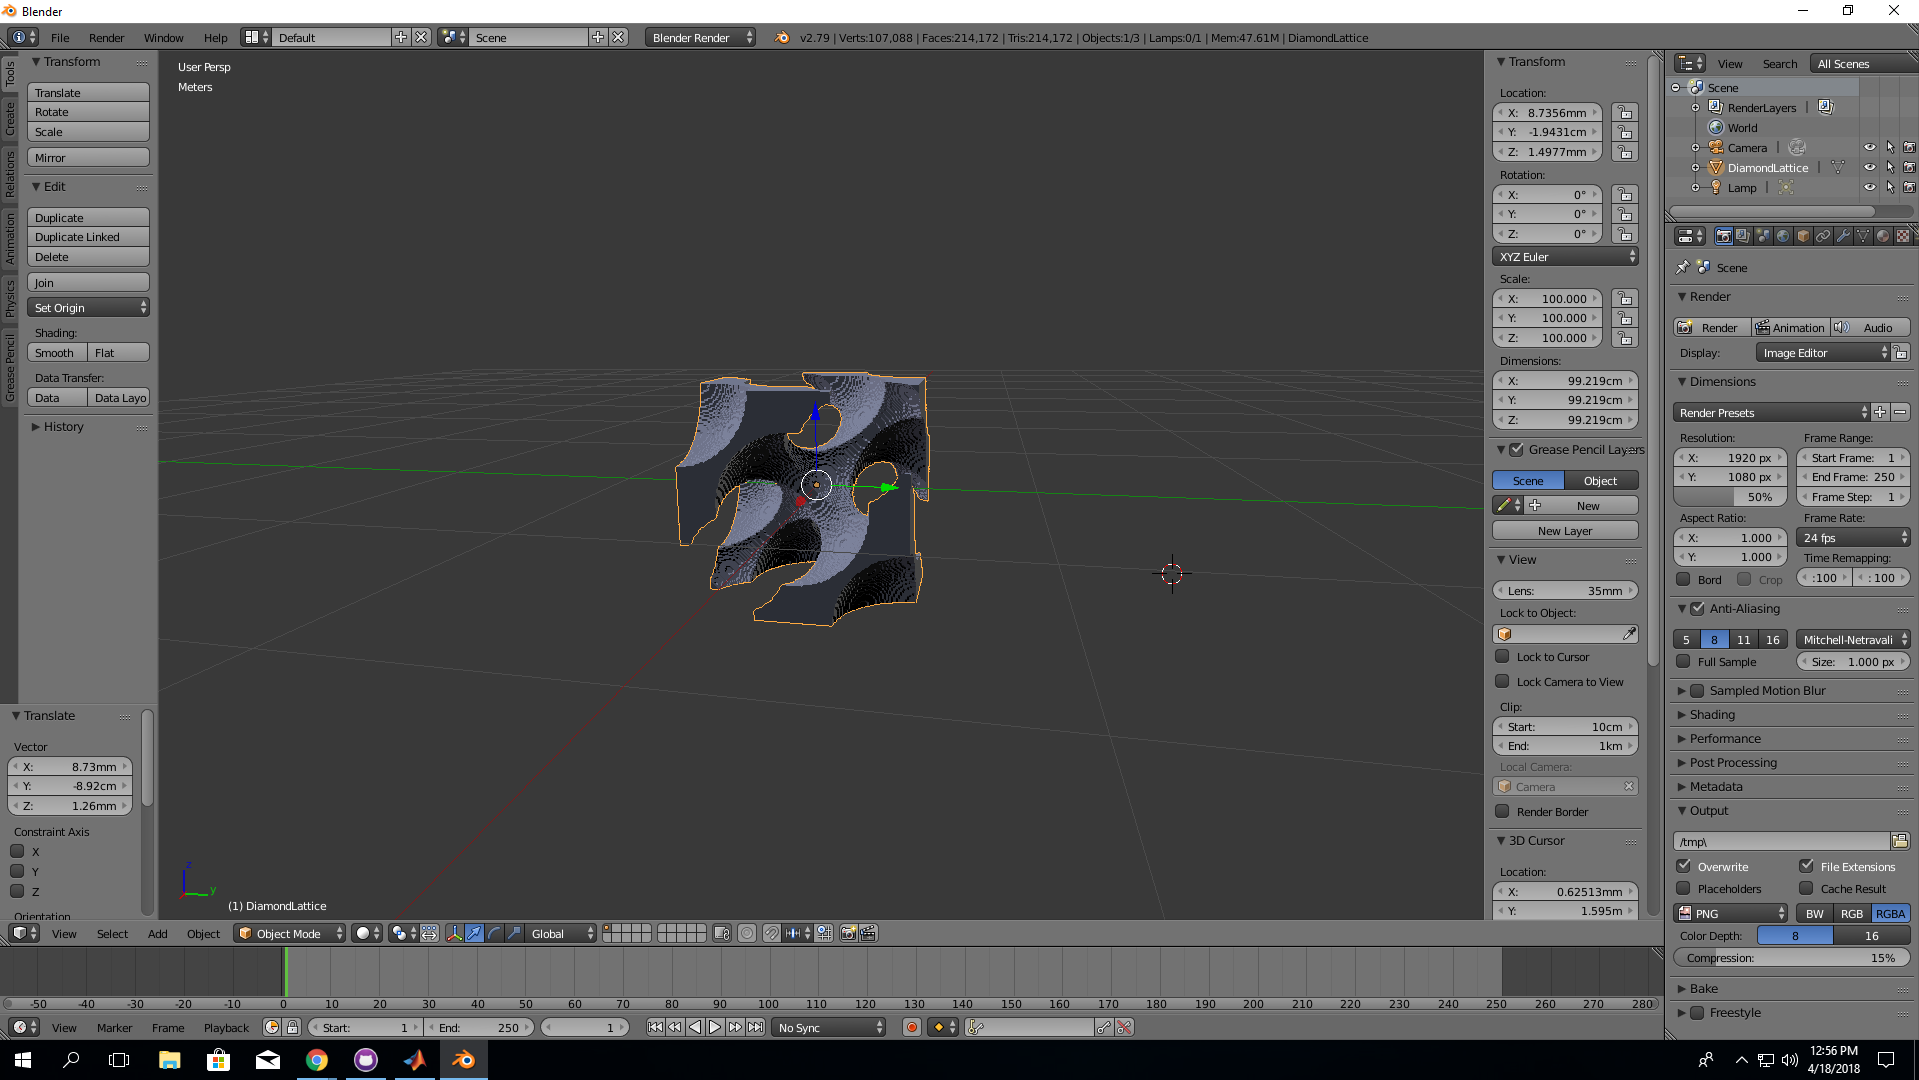 Blender
File Render Window Help Default Scene Blender Render v2.79 | Verts:107,088 | Faces:214,172 | Tris:214,172 | Objects:1/3 | Lamps:0/1 | Mem:47.61M | DiamondLattice
Tools
Create
Relations
Animation
Physics
Grease Pencil
Transform
Translate
Rotate
Scale
Mirror
Edit
Duplicate
Duplicate Linked
Delete
Join
Set Origin
Shading:
Smooth Flat
Data Transfer:
Data Data Layo
History
Translate
Vector
X: 8.73mm
Y: -8.92cm
Z: 1.26mm
Constraint Axis
X
Y
Z
Orientation
User Persp
Meters
z
y
(1) DiamondLattice
Transform
Location:
X: 8.7356mm
Y: -1.9431cm
Z: 1.4977mm
Rotation:
X: 0°
Y: 0°
Z: 0°
XYZ Euler
Scale:
X: 100.000
Y: 100.000
Z: 100.000
Dimensions:
X: 99.219cm
Y: 99.219cm
Z: 99.219cm
Grease Pencil Layers
Scene Object
New
New Layer
View
Lens: 35mm
Lock to Object:
Lock to Cursor
Lock Camera to View
Clip:
Start: 10cm
End: 1km
Local Camera:
Camera
Render Border
3D Cursor
Location:
X: 0.62513mm
Y: 1.595m
View Search All Scenes
Scene
RenderLayers
World
Camera
DiamondLattice
Lamp
Scene
Render
Render Animation Audio
Display: Image Editor
Dimensions
Render Presets
Resolution: Frame Range:
X: 1920 px Start Frame: 1
Y: 1080 px End Frame: 250
50% Frame Step: 1
Aspect Ratio: Frame Rate:
X: 1.000 24 fps
Y: 1.000 Time Remapping:
Bord Crop :100 : 100
Anti-Aliasing
5 8 11 16 Mitchell-Netravali
Full Sample Size: 1.000 px
Sampled Motion Blur
Shading
Performance
Post Processing
Metadata
Output
/tmp\
Overwrite File Extensions
Placeholders Cache Result
PNG BW RGB RGBA
Color Depth: 8 16
Compression: 15%
Bake
Freestyle
View Select Add Object Object Mode Global
-50 -40 -30 -20 -10 0 10 20 30 40 50 60 70 80 90 100 110 120 130 140 150 160 170 180 190 200 210 220 230 240 250 260 270 280
View Marker Frame Playback Start: 1 End: 250 1 No Sync
12:56 PM
4/18/2018